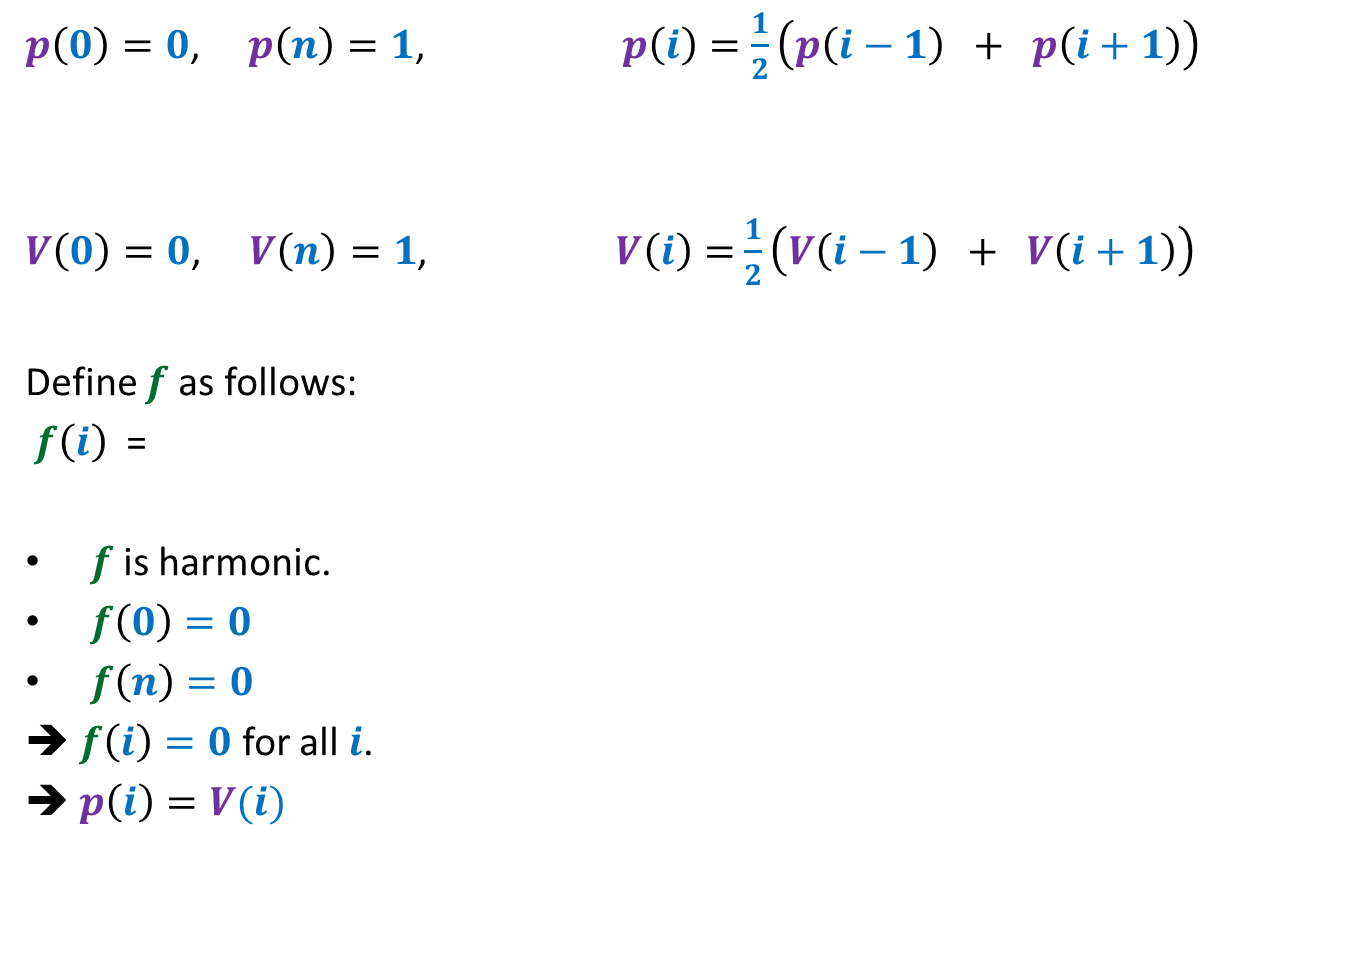 p(0) = 0, p(n) = 1, p(i) = 1/2 (p(i − 1) + p(i + 1))
V(0) = 0, V(n) = 1, V(i) = 1/2 (V(i − 1) + V(i + 1))
Define f as follows:
f(i) =
• f is harmonic.
• f(0) = 0
• f(n) = 0
➔ f(i) = 0 for all i.
➔ p(i) = V(i)